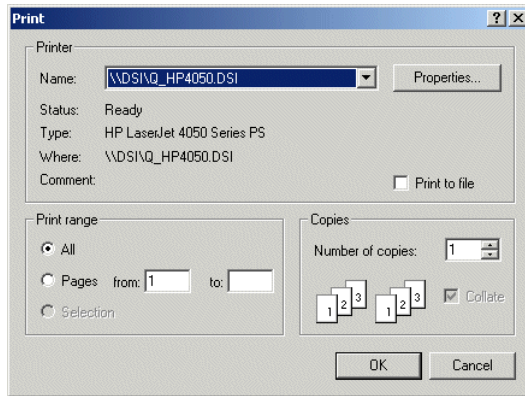 Print
Printer
Name: \\DSI\Q_HP4050.DSI Properties...
Status: Ready
Type: HP LaserJet 4050 Series PS
Where: \\DSI\Q_HP4050.DSI
Comment: Print to file
Print range
All
Pages from: 1 to:
Selection
Copies
Number of copies: 1
1 2 3 1 2 3 Collate
OK Cancel